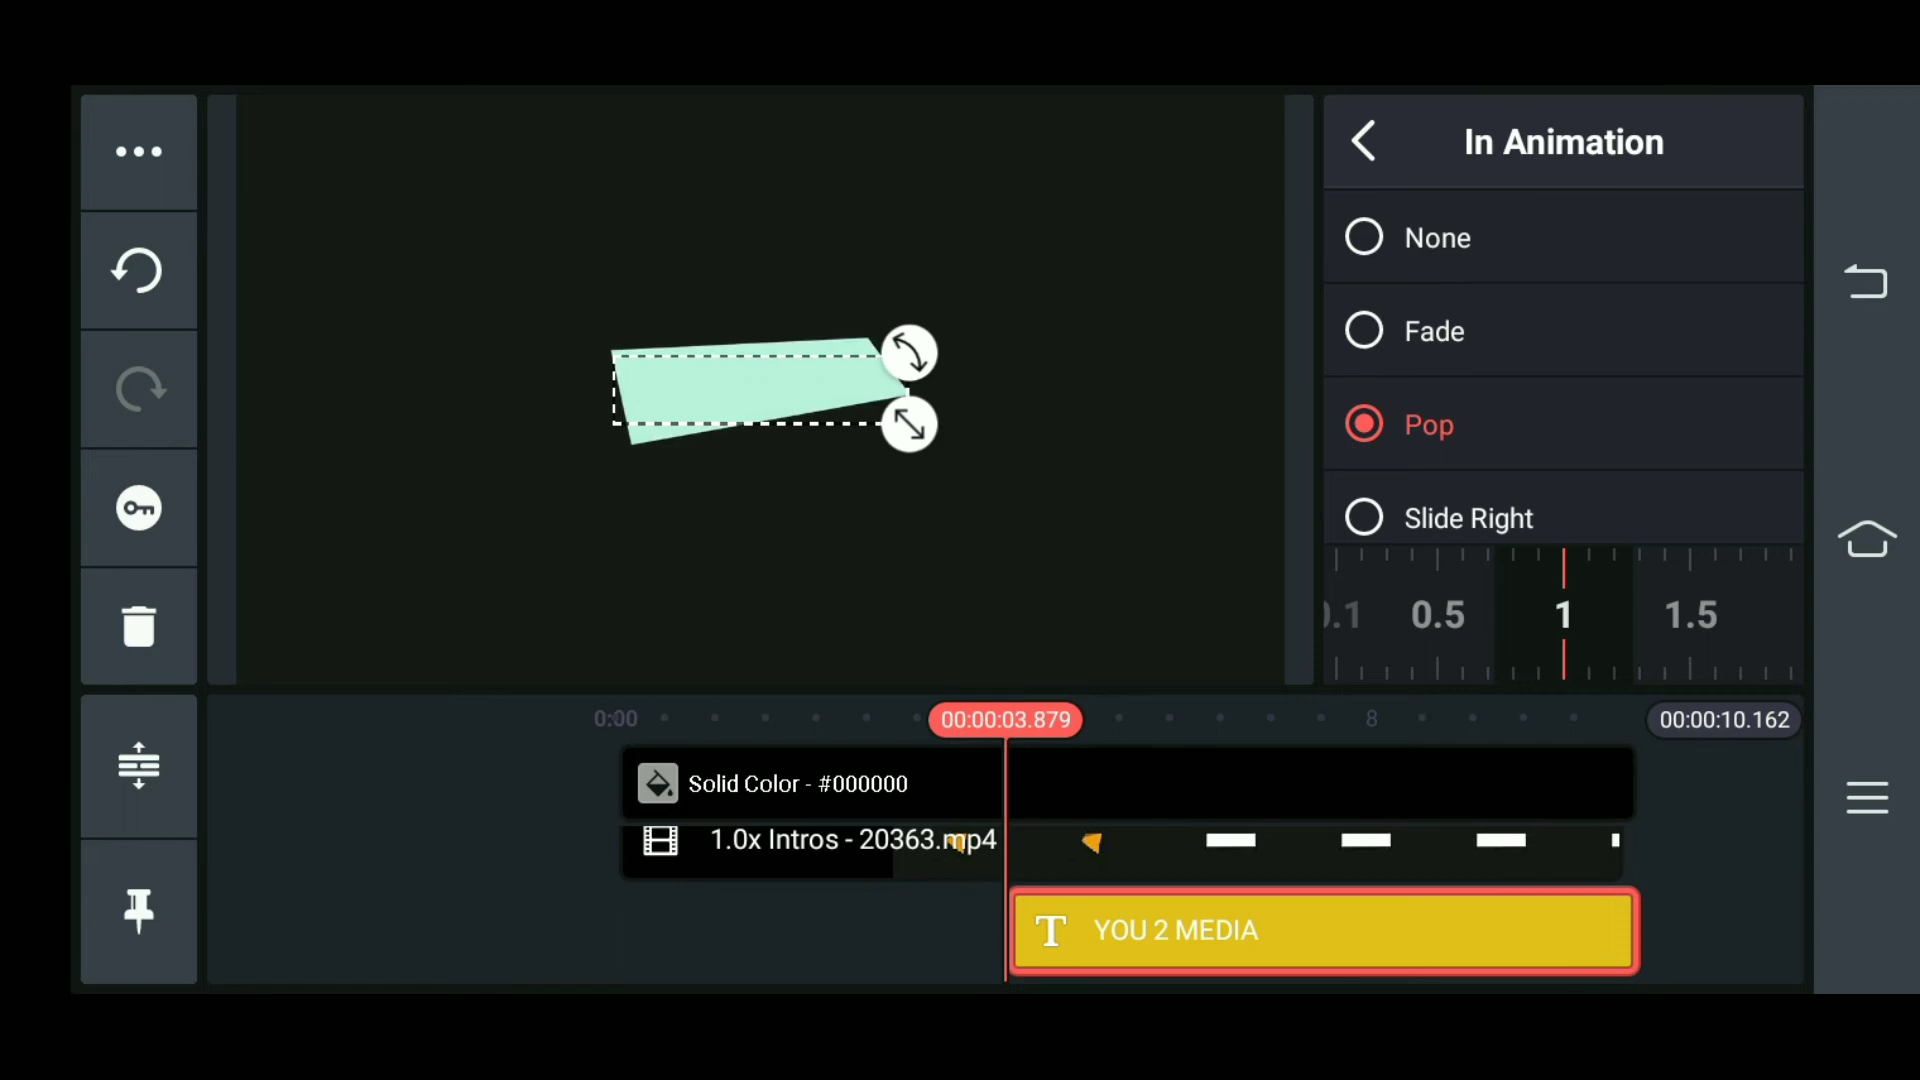 In Animation
None
Fade
Pop
Slide Right
0.5
1
1.5
0:00
00:00:03.879
8
00:00:10.162
Solid Color - #000000
1.0x Intros - 20363.mp4
T
YOU 2 MEDIA